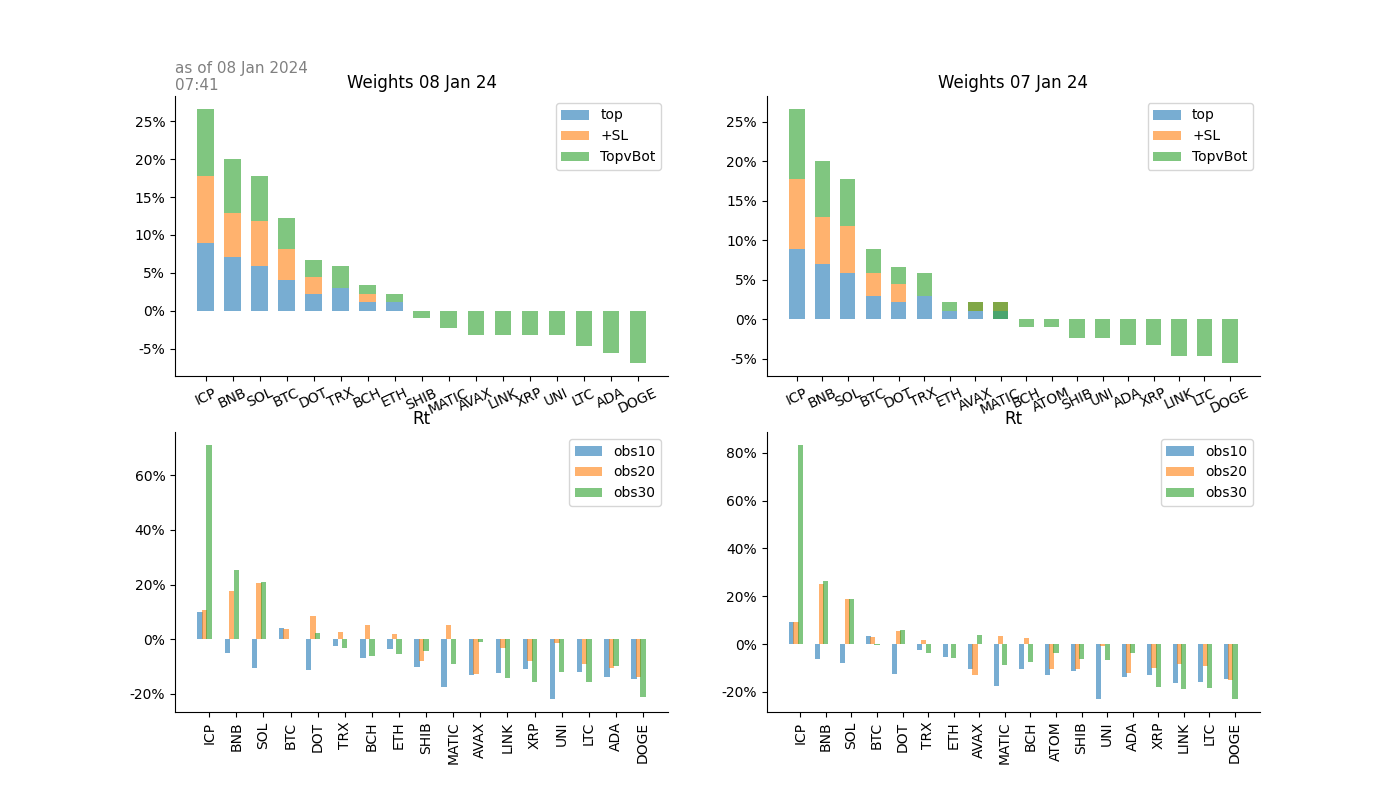 as of 08 Jan 2024
07:41
Weights 08 Jan 24
25%
20%
15%
10%
5%
0%
-5%
top
+SL
TopvBot
ICP BNB SOL BTC DOT TRX BCH ETH SHIB MATIC AVAX LINK XRP UNI LTC ADA DOGE
Weights 07 Jan 24
25%
20%
15%
10%
5%
0%
-5%
top
+SL
TopvBot
ICP BNB SOL BTC DOT TRX ETH AVAX MATIC BCH ATOM SHIB UNI ADA XRP LINK LTC DOGE
Rt
60%
40%
20%
0%
-20%
obs10
obs20
obs30
ICP BNB SOL BTC DOT TRX BCH ETH SHIB MATIC AVAX LINK XRP UNI LTC ADA DOGE
Rt
80%
60%
40%
20%
0%
-20%
obs10
obs20
obs30
ICP BNB SOL BTC DOT TRX ETH AVAX MATIC BCH ATOM SHIB UNI ADA XRP LINK LTC DOGE